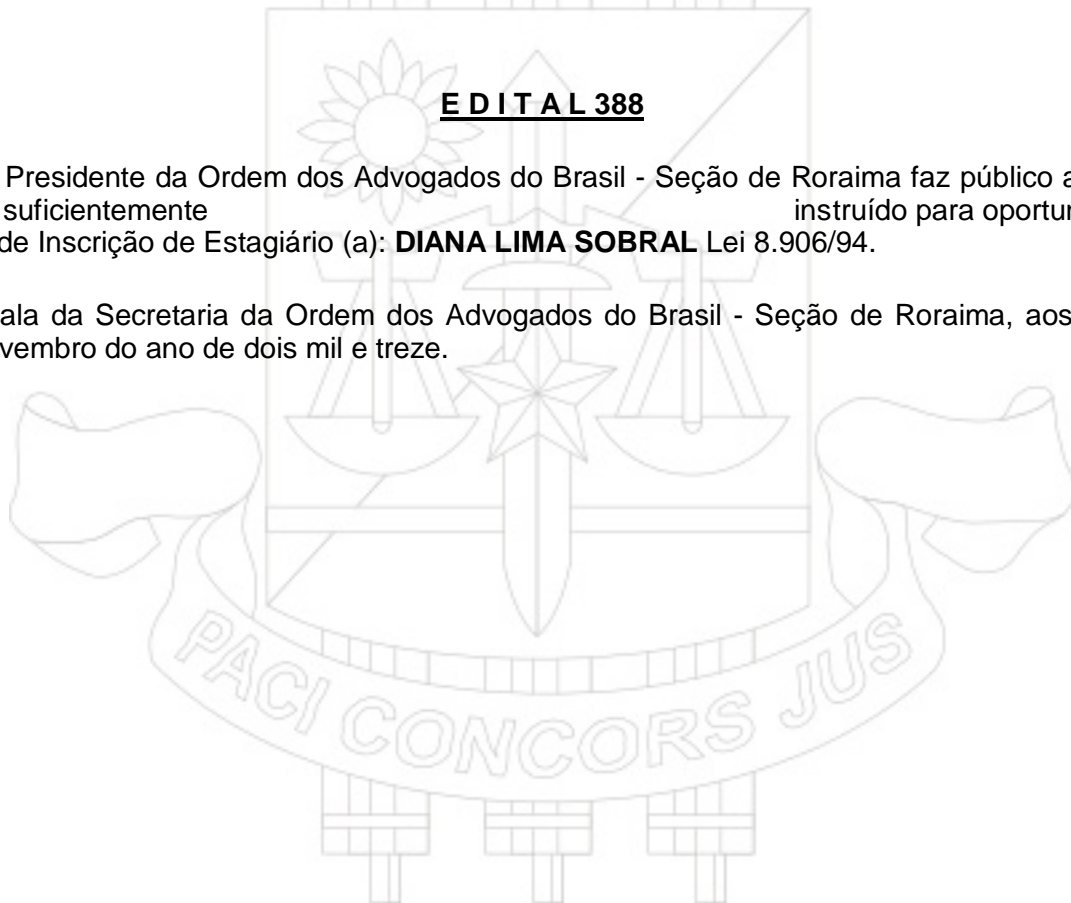 E D I T A L 388
Presidente da Ordem dos Advogados do Brasil - Seção de Roraima faz público a
suficientemente instruído para oportun
de Inscrição de Estagiário (a): DIANA LIMA SOBRAL Lei 8.906/94.
ala da Secretaria da Ordem dos Advogados do Brasil - Seção de Roraima, aos
vembro do ano de dois mil e treze.
PACI CONCORS JUS